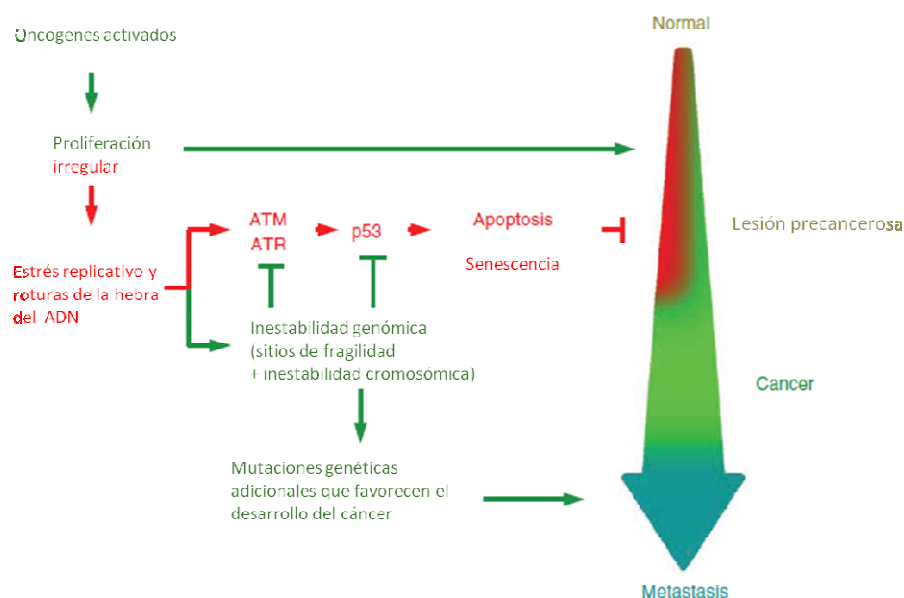 Oncogenes activados
Normal
Proliferación
irregular
ATM
ATR
p53
Apoptosis
Senescencia
Lesión precancerosa
Estrés replicativo y
roturas de la hebra
del ADN
Inestabilidad genómica
(sitios de fragilidad
+ inestabilidad cromosómica)
Cancer
Mutaciones genéticas
adicionales que favorecen el
desarrollo del cáncer
Metastasis